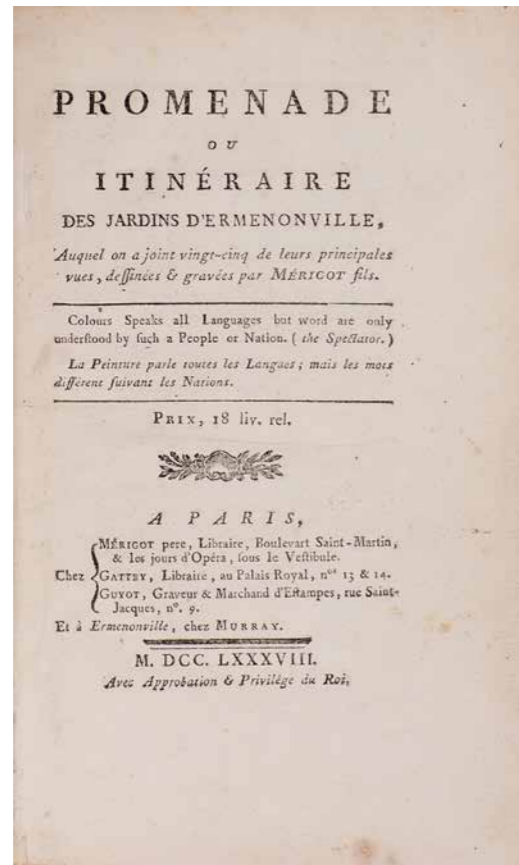 PROMENADE
OU
ITINÉRAIRE
DES JARDINS D'ERMENONVILLE,
Auquel on a joint vingt-cinq de leurs principales
vues, deſſinées & gravées par MÉRIGOT fils.
Colours Speaks all Languages but word are only
underſtood by ſuch a People or Nation. ( the Spectator. )
La Peinture parle toutes les Langues ; mais les mots
différent ſuivant les Nations.
PRIX, 18 liv. rel.
A PARIS,
MÉRIGOT pere, Libraire, Boulevart Saint-Martin,
& les jours d'Opéra, ſous le Veſtibule.
Chez GATTEY, Libraire, au Palais Royal, nos 13 & 14.
GUYOT, Graveur & Marchand d'Eſtampes, rue Saint-
Jacques, no. 9.
Et à Ermenonville, chez MURRAY.
M. DCC. LXXXVIII.
Avec Approbation & Privilége du Roi.